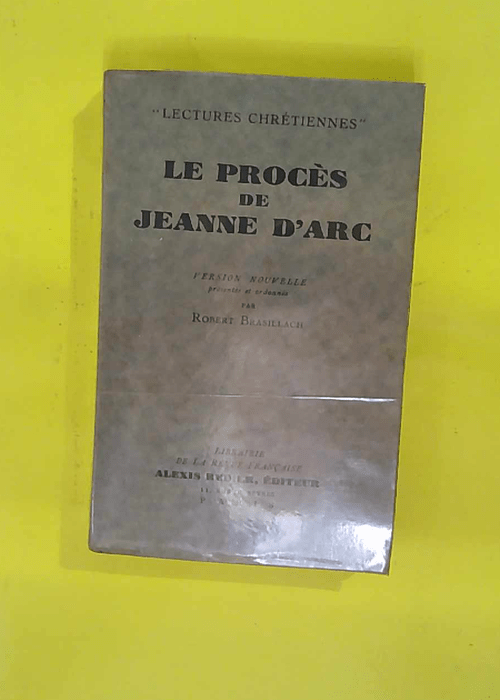 "LECTURES CHRÉTIENNES"
LE PROCÈS
DE
JEANNE D'ARC
VERSION NOUVELLE
présentée et ordonnée
PAR
ROBERT BRASILLACH
LIBRAIRIE
DE LA REVUE FRANÇAISE
ALEXIS REDIER, ÉDITEUR